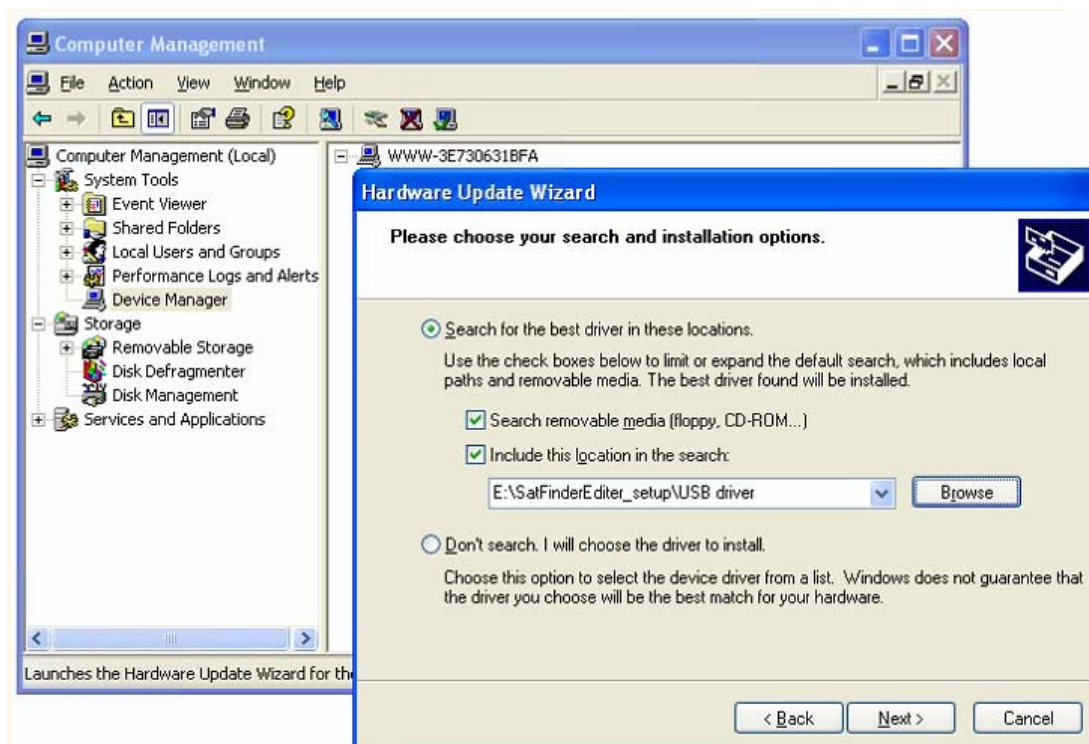 Computer Management
File Action View Window Help
Computer Management (Local)
System Tools
Event Viewer
Shared Folders
Local Users and Groups
Performance Logs and Alerts
Device Manager
Storage
Removable Storage
Disk Defragmenter
Disk Management
Services and Applications
Launches the Hardware Update Wizard for the
WWW-3E730631BFA
Hardware Update Wizard
Please choose your search and installation options.
Search for the best driver in these locations.
Use the check boxes below to limit or expand the default search, which includes local
paths and removable media. The best driver found will be installed.
Search removable media (floppy, CD-ROM...)
Include this location in the search:
E:\SatFinderEditer_setup\USB driver
Browse
Don't search. I will choose the driver to install.
Choose this option to select the device driver from a list. Windows does not guarantee that
the driver you choose will be the best match for your hardware.
< Back Next > Cancel